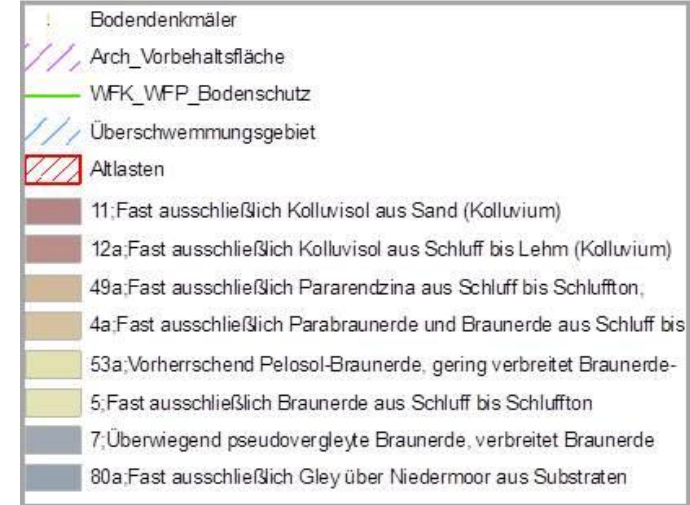 Bodendenkmäler
Arch_Vorbehaltsfläche
WFK_WFP_Bodenschutz
Überschwemmungsgebiet
Altlasten
11;Fast ausschließlich Kolluvisol aus Sand (Kolluvium)
12a;Fast ausschließlich Kolluvisol aus Schluff bis Lehm (Kolluvium)
49a;Fast ausschließlich Pararendzina aus Schluff bis Schluffton,
4a;Fast ausschließlich Parabraunerde und Braunerde aus Schluff bis
53a;Vorherrschend Pelosol-Braunerde, gering verbreitet Braunerde-
5;Fast ausschließlich Braunerde aus Schluff bis Schluffton
7;Überwiegend pseudovergleyte Braunerde, verbreitet Braunerde
80a;Fast ausschließlich Gley über Niedermoor aus Substraten